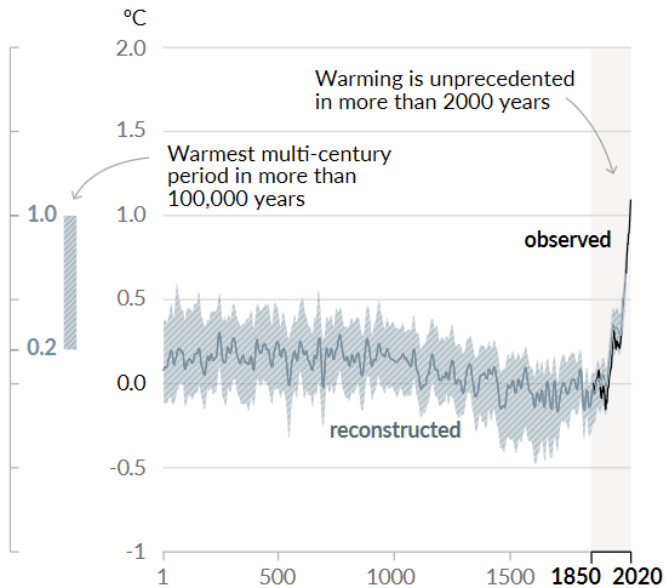 ºC
2.0
Warming is unprecedented
in more than 2000 years
1.5
Warmest multi-century
period in more than
100,000 years
1.0
1.0
observed
0.5
0.2
0.0
reconstructed
-0.5
-1
1 500 1000 1500 1850 2020